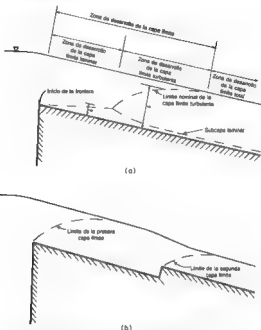 Zona de desarrollo de la capa límite
Zona de desarrollo
de la capa
límite laminar
Zona de desarrollo
de la capa
límite turbulenta
Zona de desarrollo
de la capa
límite total
Inicio de la frontera
Límite nominal de la
capa límite turbulenta
Subcapa laminar
(a)
Límite de la primera
capa límite
Límite de la segunda
capa límite
(b)